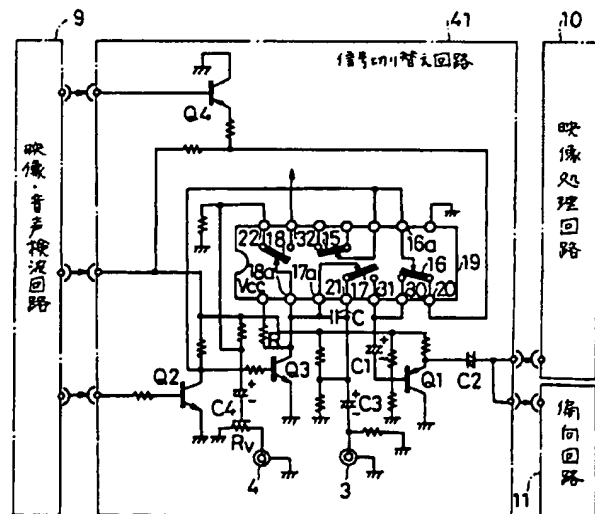 9
41
10
信号切り替え回路
Q4
映像・音声検波回路
映像処理回路
22 18 32 15
16a
16
19
18a 17a
21 17 31 30 20
Vcc
C
R
Q3
C1
Q1
C2
Q2
C4
C3
Rv
4
3
偏向回路
11